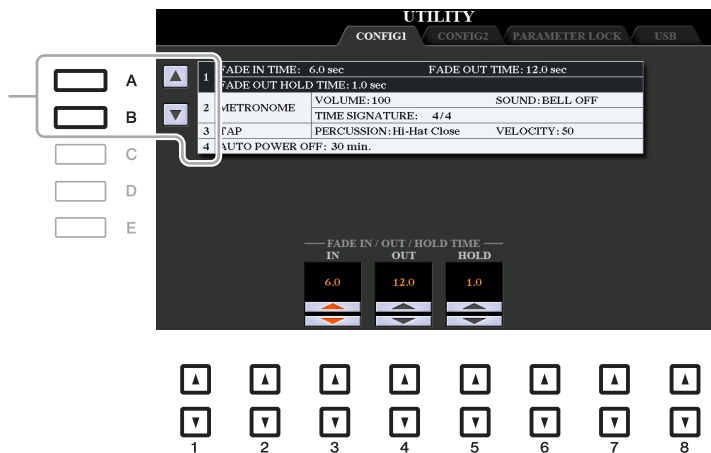 UTILITY
CONFIG1 CONFIG2 PARAMETER LOCK USB
A
B
C
D
E
1 FADE IN TIME: 6.0 sec FADE OUT TIME: 12.0 sec
FADE OUT HOLD TIME: 1.0 sec
2 METRONOME VOLUME: 100 SOUND: BELL OFF
TIME SIGNATURE: 4/4
3 TAP PERCUSSION: Hi-Hat Close VELOCITY: 50
4 AUTO POWER OFF: 30 min.
FADE IN / OUT / HOLD TIME
IN OUT HOLD
6.0 12.0 1.0
1 2 3 4 5 6 7 8